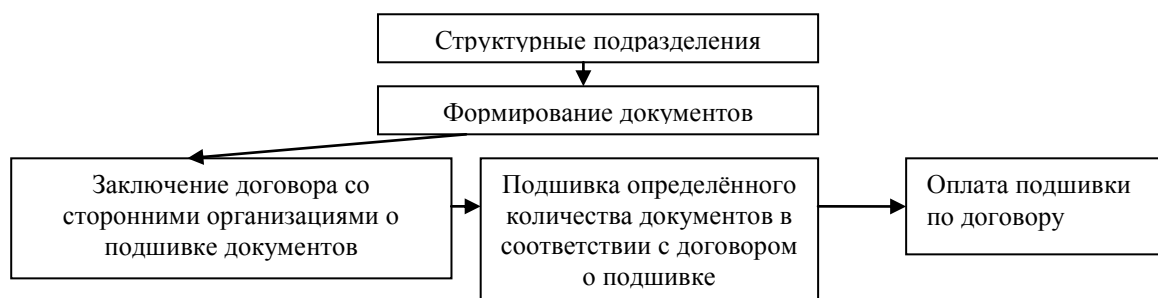 Структурные подразделения
Формирование документов
Заключение договора со
сторонними организациями о
подшивке документов
Подшивка определённого
количества документов в
соответствии с договором
о подшивке
Оплата подшивки
по договору